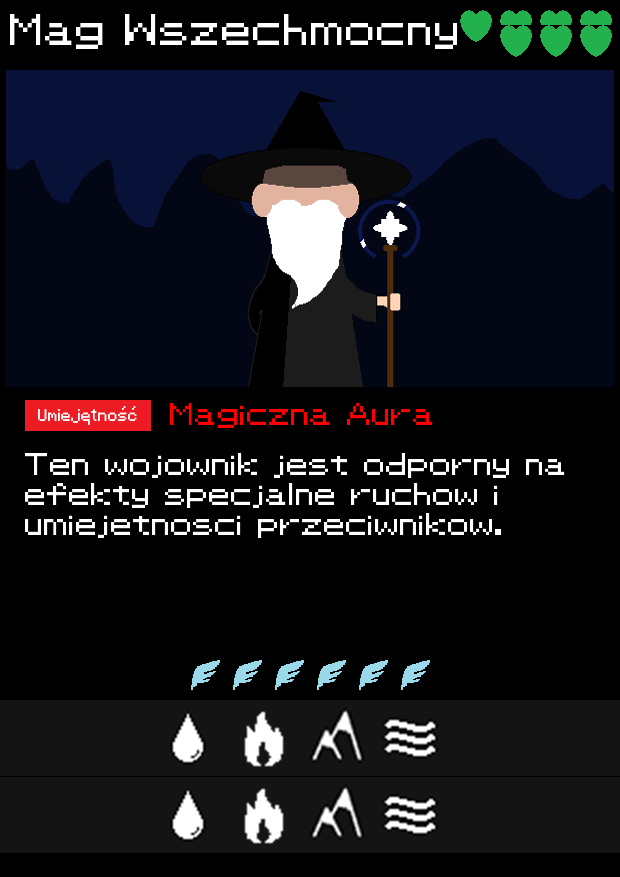 Mag Wszechmocny
Umiejętność
Magiczna Aura
Ten wojownik jest odporny na
efekty specjalne ruchow i
umiejetnosci przeciwnikow.